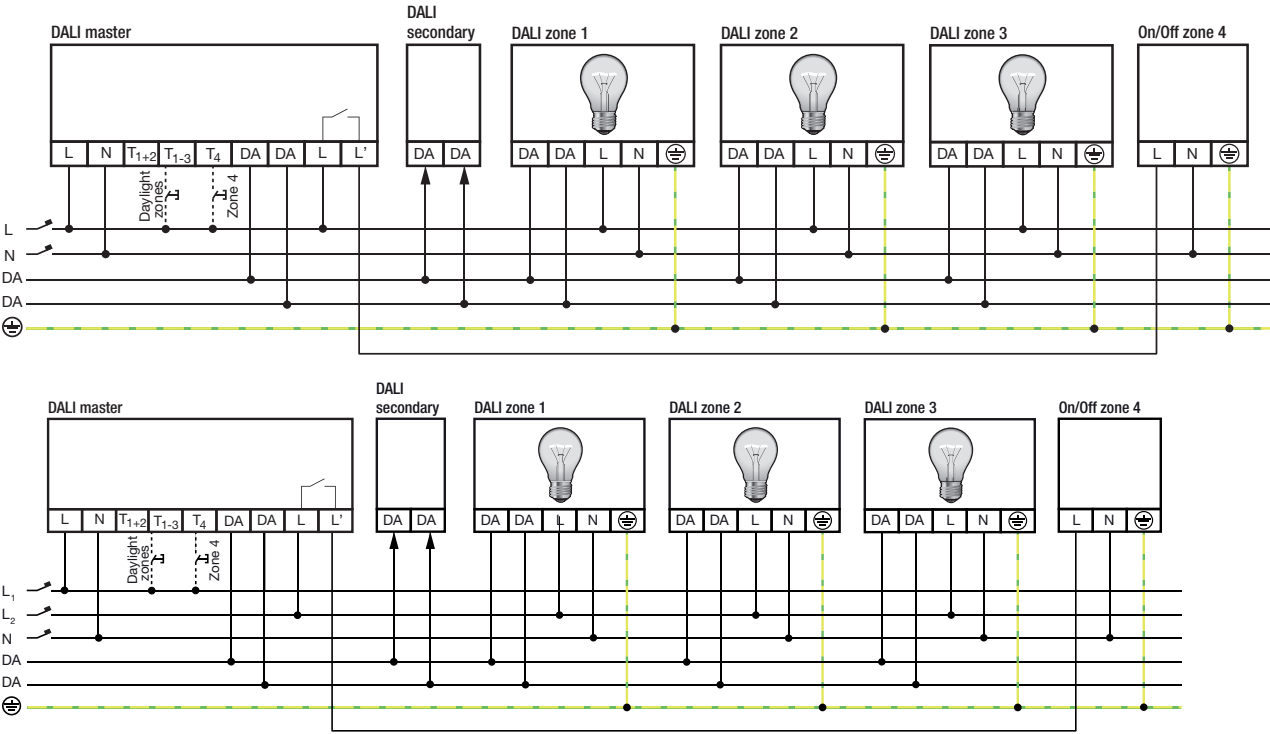 DALI
DALI master secondary DALI zone 1 DALI zone 2 DALI zone 3 On/Off zone 4
L N T1+2 T1-3 T4 DA DA L L' DA DA DA DA L N DA DA L N DA DA L N L N
Daylight
zones
Zone 4
L
N
DA
DA
DALI
DALI master secondary DALI zone 1 DALI zone 2 DALI zone 3 On/Off zone 4
L N T1+2 T1-3 T4 DA DA L L' DA DA DA DA L N DA DA L N DA DA L N L N
Daylight
zones
Zone 4
L1
L2
N
DA
DA